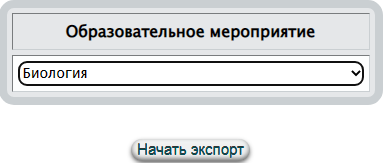 Образовательное мероприятие
Биология
Начать экспорт